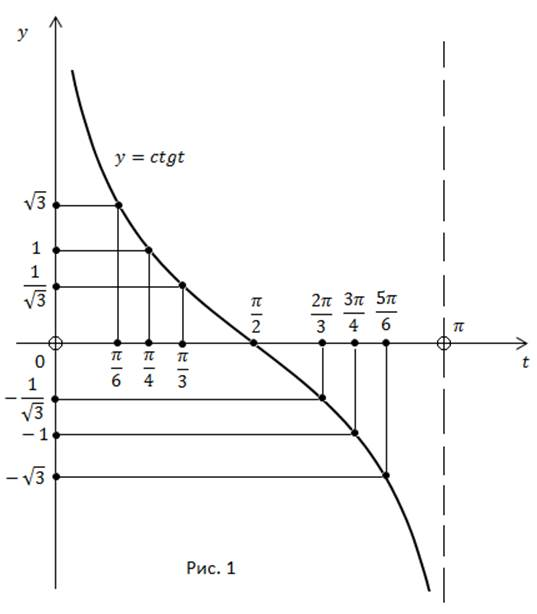 y
y = ctgt
√3
1
1/√3
π/2
2π/3
3π/4
5π/6
π
0
π/6
π/4
π/3
t
−1/√3
−1
−√3
Рис. 1